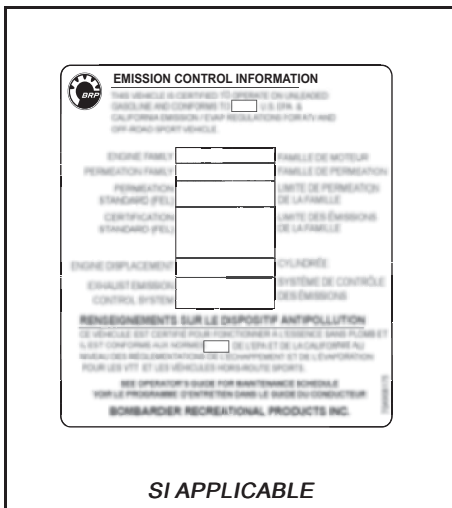 BRP
EMISSION CONTROL INFORMATION
THIS VEHICLE IS CERTIFIED TO OPERATE ON UNLEADED
GASOLINE AND CONFORMS TO U.S. EPA &
CALIFORNIA EMISSION / EVAP REGULATIONS FOR ATV AND
OFF-ROAD SPORT VEHICLE.
ENGINE FAMILY FAMILLE DE MOTEUR
PERMEATION FAMILY FAMILLE DE PERMEATION
PERMEATION LIMITE DE PERMEATION
STANDARD (FEL) DE LA FAMILLE
CERTIFICATION LIMITE DES ÉMISSIONS
STANDARD (FEL) DE LA FAMILLE
ENGINE DISPLACEMENT CYLINDRÉE
EXHAUST EMISSION SYSTÈME DE CONTRÔLE
CONTROL SYSTEM DES ÉMISSIONS
RENSEIGNEMENTS SUR LE DISPOSITIF ANTIPOLLUTION
CE VÉHICULE EST CERTIFIÉ POUR FONCTIONNER À L'ESSENCE SANS PLOMB ET
IL EST CONFORME AUX NORMES DE L'EPA ET DE LA CALIFORNIE AU
NIVEAU DES RÉGLEMENTATIONS DE L'ÉCHAPPEMENT ET DE L'ÉVAPORATION
POUR LES VTT ET LES VÉHICULES HORS-ROUTE SPORTS.
SEE OPERATOR'S GUIDE FOR MAINTENANCE SCHEDULE
VOIR LE PROGRAMME D'ENTRETIEN DANS LE GUIDE DU CONDUCTEUR
BOMBARDIER RECREATIONAL PRODUCTS INC.
SI APPLICABLE